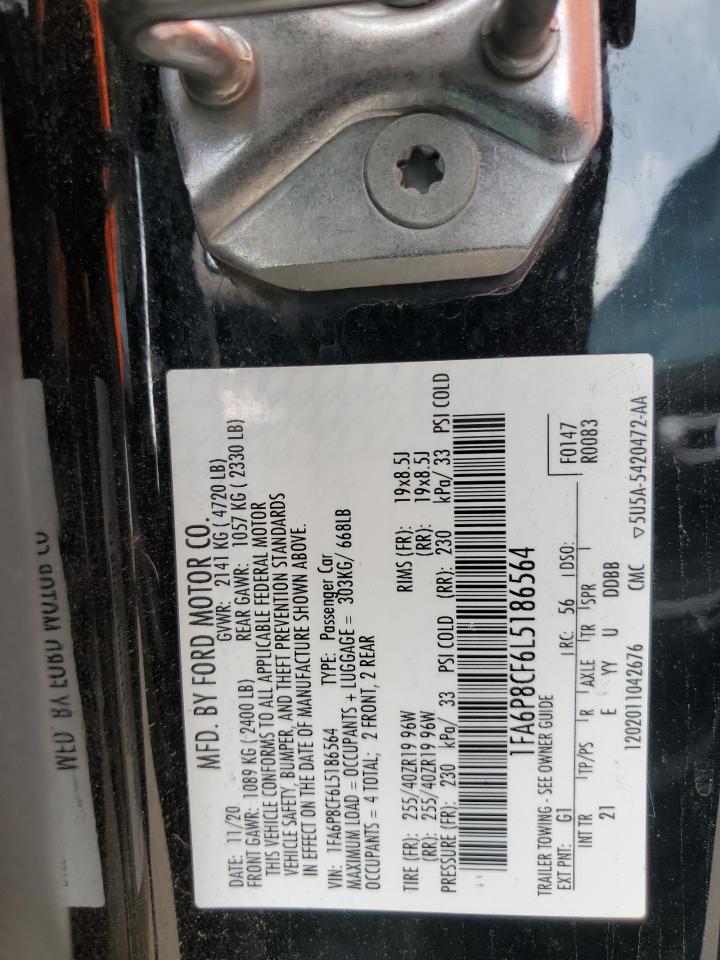 MFD. BY FORD MOTOR CO.
DATE: 11/20 GVWR: 2141 KG (4720 LB)
FRONT GAWR: 1089 KG (2400 LB) REAR GAWR: 1057 KG (2330 LB)
THIS VEHICLE CONFORMS TO ALL APPLICABLE FEDERAL MOTOR
VEHICLE SAFETY, BUMPER, AND THEFT PREVENTION STANDARDS
IN EFFECT ON THE DATE OF MANUFACTURE SHOWN ABOVE.
VIN: 1FA6P8CF6L5186564 TYPE: Passenger Car
MAXIMUM LOAD = OCCUPANTS + LUGGAGE = 303KG/ 668LB
OCCUPANTS = 4 TOTAL; 2 FRONT, 2 REAR
TIRE (FR): 255/40ZR19 96W RIMS (FR): 19x8.5J
(RR): 255/40ZR19 96W (RR): 19x8.5J
PRESSURE (FR): 230 kPa/ 33 PSI COLD (RR): 230 kPa/ 33 PSI COLD
1FA6P8CF6L5186564
TRAILER TOWING - SEE OWNER GUIDE
EXT PNT: G1 RC: 56 DSO: F0147
INT TR TP/PS R AXLE TR SPR R0083
21 E YY U DDBB
1202011042676 CMC ▽5U5A-5420472-AA
MFD. BY FORD MOTOR CO